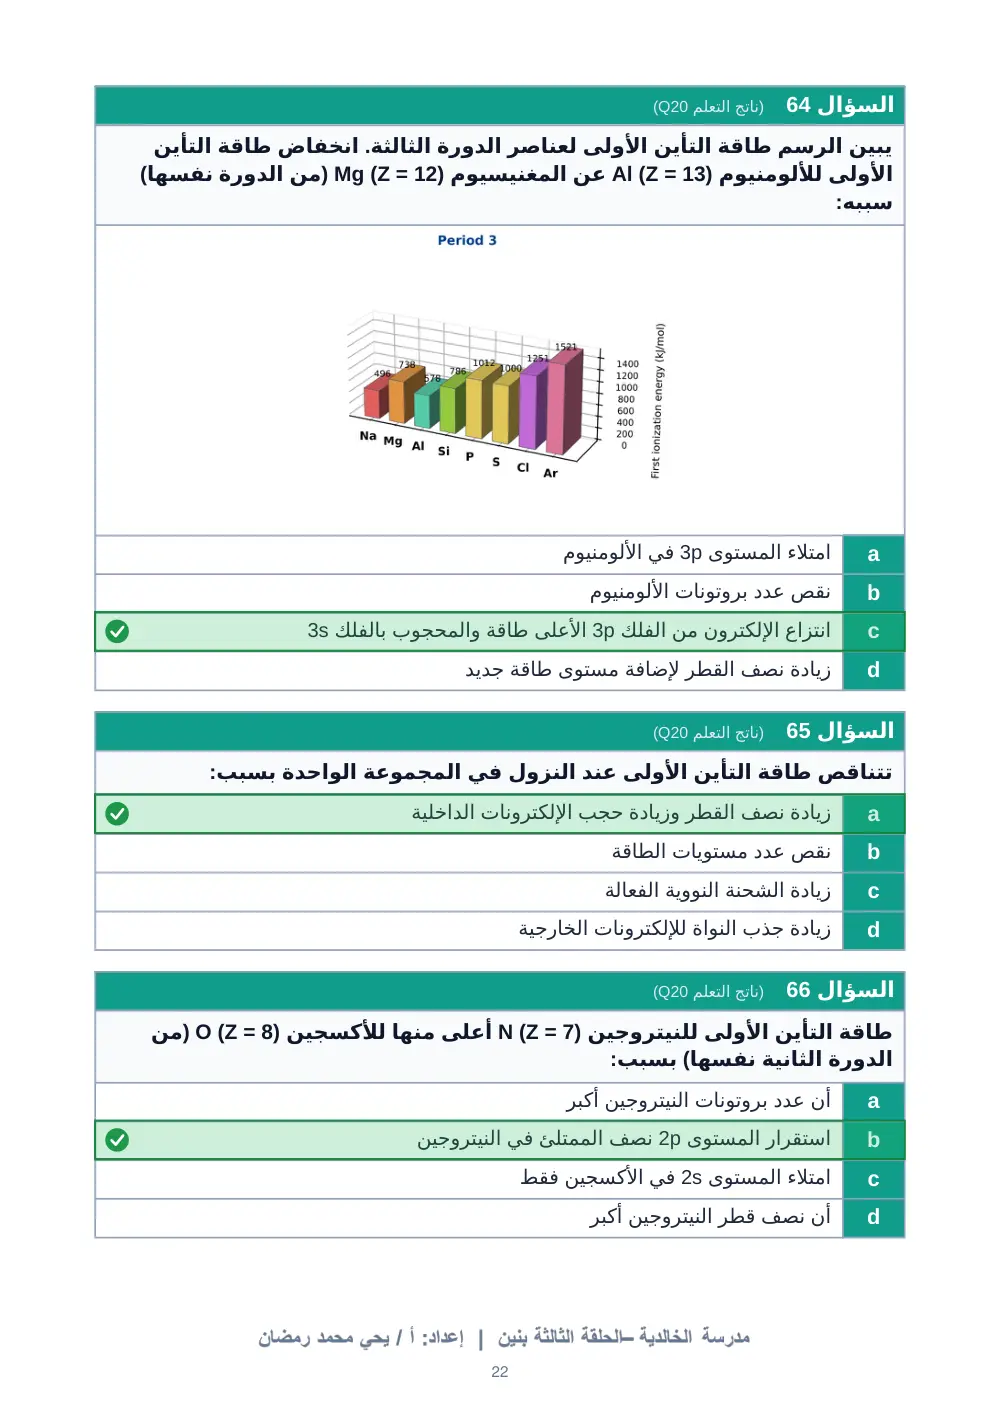 السؤال 64 (ناتج التعلم Q20)
يبين الرسم طاقة التأين الأولى لعناصر الدورة الثالثة. انخفاض طاقة التأين
الأولى للألومنيوم Al (Z = 13) عن المغنيسيوم Mg (Z = 12) (من الدورة نفسها)
سببه:
Period 3
496 738 578 786 1012 1000 1251 1521
1400
1200
1000
800
600
400
200
0
First ionization energy (kJ/mol)
Na Mg Al Si P S Cl Ar
a امتلاء المستوى 3p في الألومنيوم
b نقص عدد بروتونات الألومنيوم
c انتزاع الإلكترون من الفلك 3p الأعلى طاقة والمحجوب بالفلك 3s
d زيادة نصف القطر لإضافة مستوى طاقة جديد
السؤال 65 (ناتج التعلم Q20)
تتناقص طاقة التأين الأولى عند النزول في المجموعة الواحدة بسبب:
a زيادة نصف القطر وزيادة حجب الإلكترونات الداخلية
b نقص عدد مستويات الطاقة
c زيادة الشحنة النووية الفعالة
d زيادة جذب النواة للإلكترونات الخارجية
السؤال 66 (ناتج التعلم Q20)
طاقة التأين الأولى للنيتروجين N (Z = 7) أعلى منها للأكسجين O (Z = 8) (من
الدورة الثانية نفسها) بسبب:
a أن عدد بروتونات النيتروجين أكبر
b استقرار المستوى 2p نصف الممتلئ في النيتروجين
c امتلاء المستوى 2s في الأكسجين فقط
d أن نصف قطر النيتروجين أكبر
مدرسة الخالدية –الحلقة الثالثة بنين | إعداد: أ / يحي محمد رمضان
22